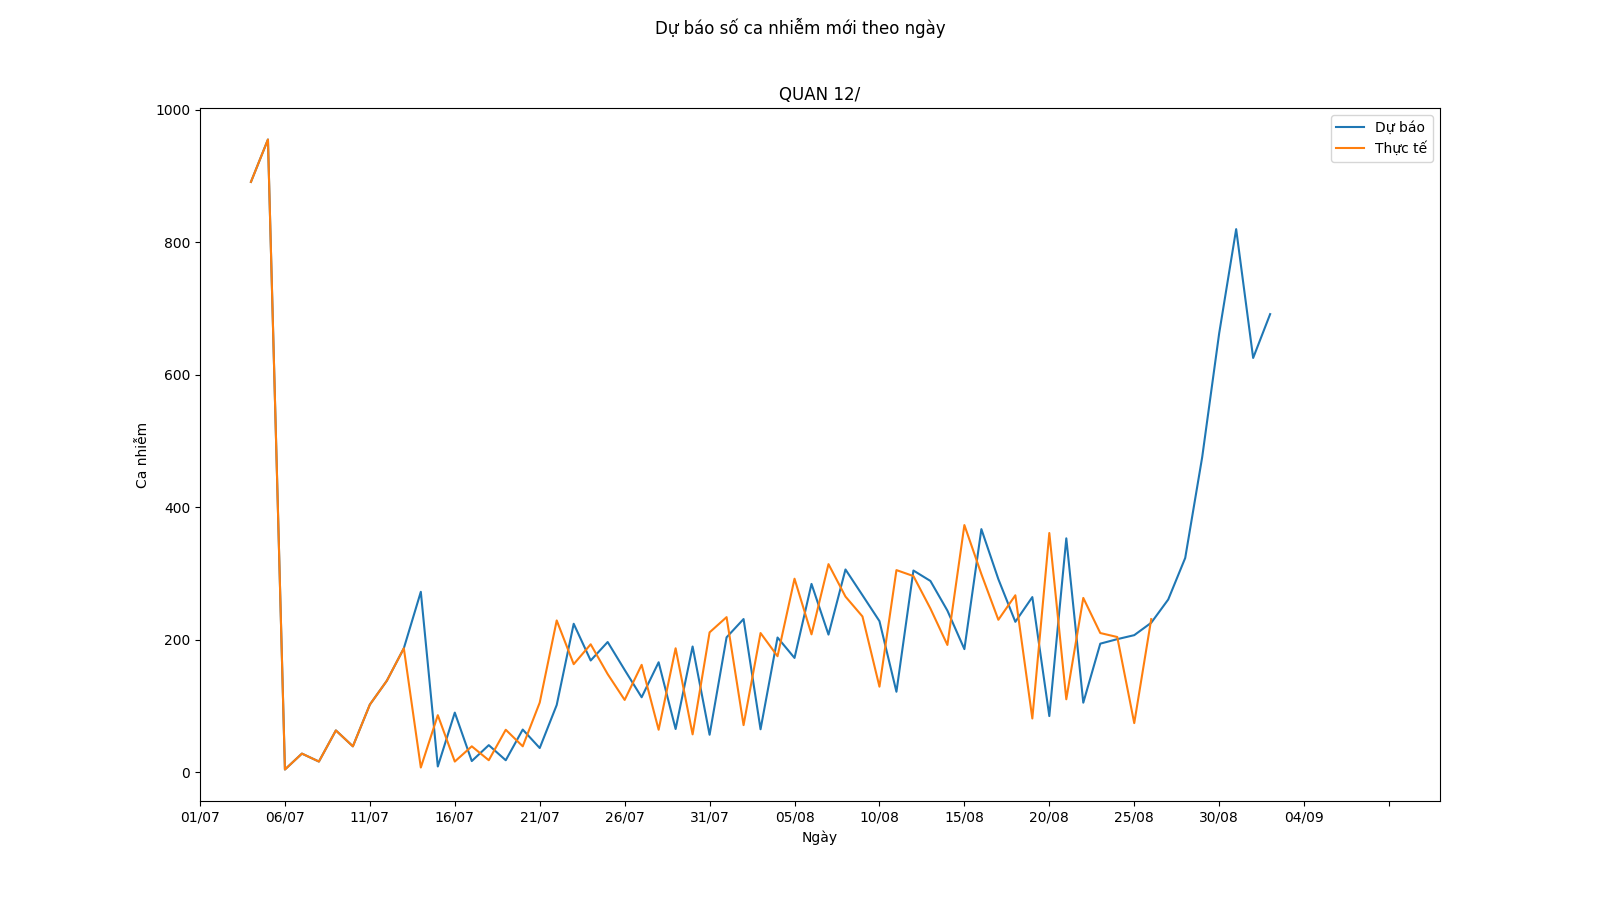 Dự báo số ca nhiễm mới theo ngày
QUAN 12/
1000
800
600
400
200
0
Ca nhiễm
Dự báo
Thực tế
01/07 06/07 11/07 16/07 21/07 26/07 31/07 05/08 10/08 15/08 20/08 25/08 30/08 04/09
Ngày